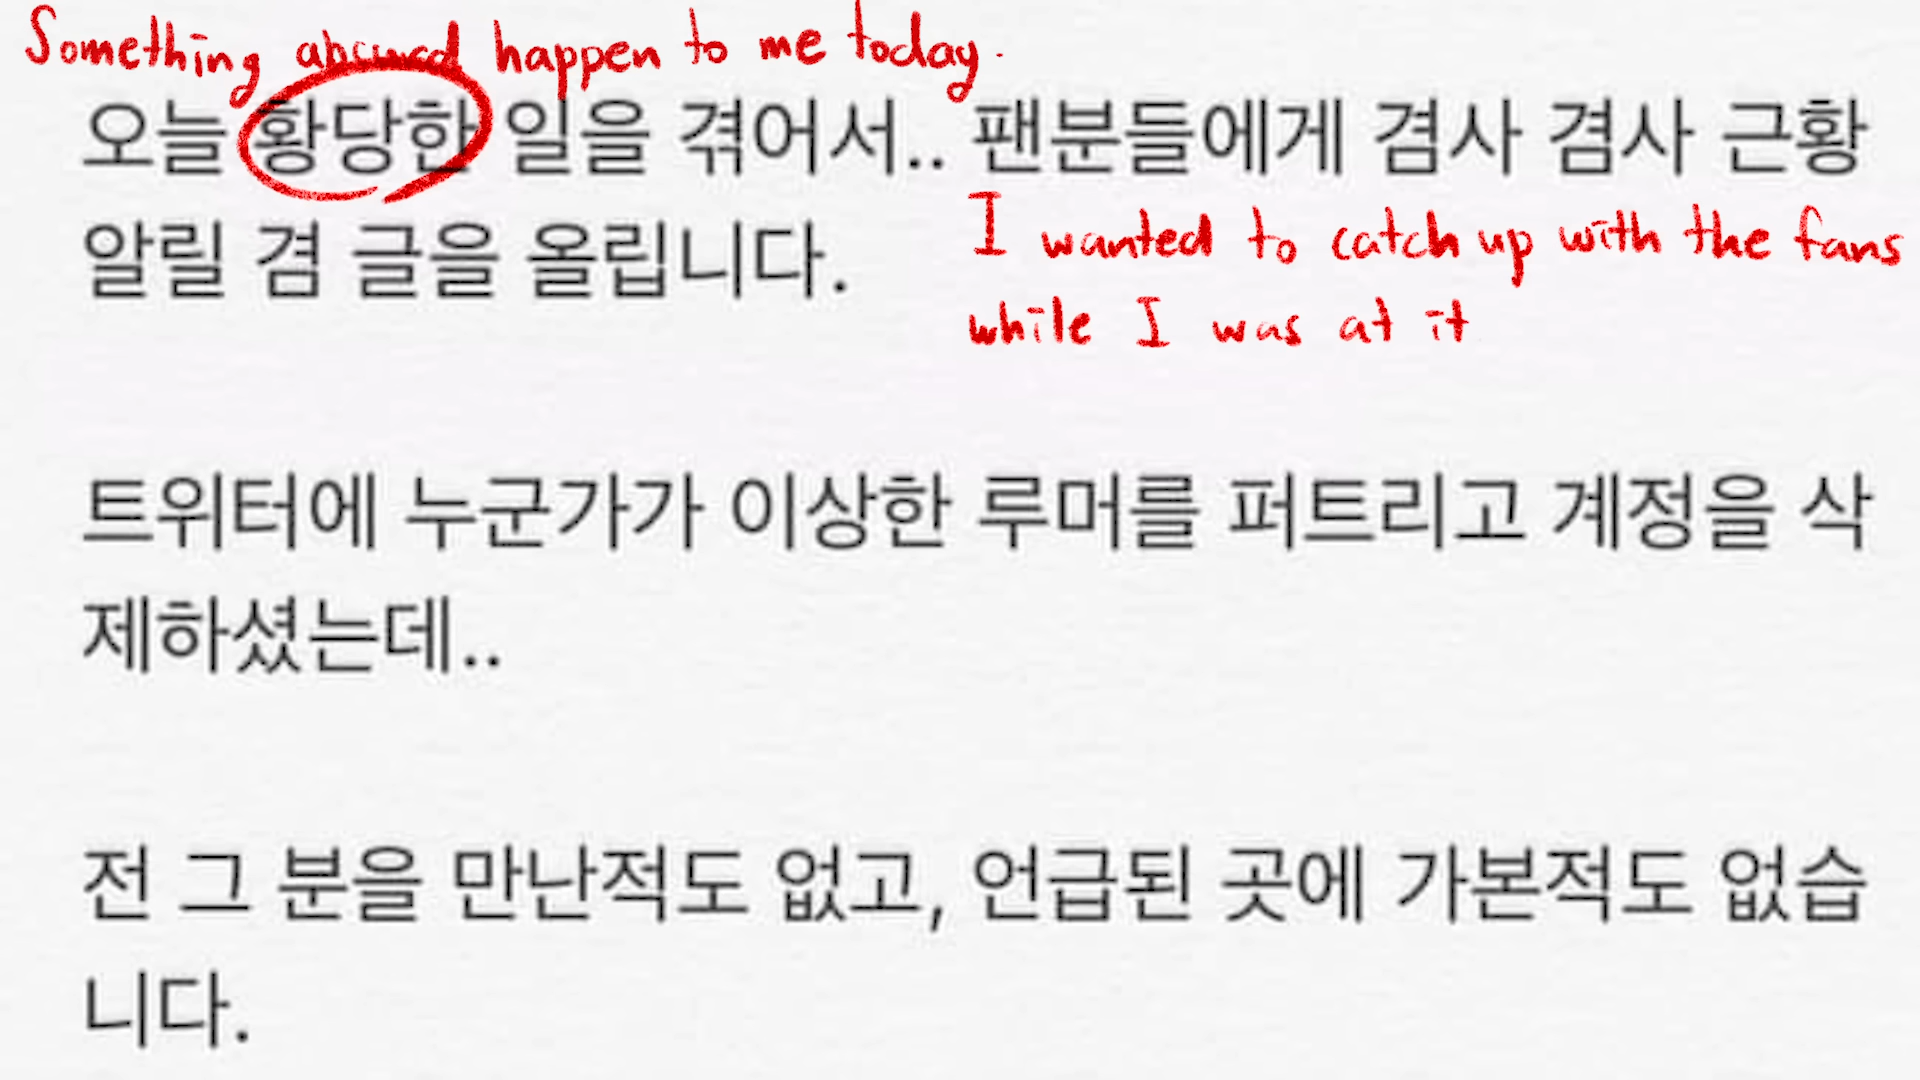 Something absurd happen to me today.
오늘 황당한 일을 겪어서.. 팬분들에게 겸사 겸사 근황
알릴 겸 글을 올립니다.
I wanted to catch up with the fans
while I was at it
트위터에 누군가가 이상한 루머를 퍼트리고 계정을 삭
제하셨는데..
전 그 분을 만난적도 없고, 언급된 곳에 가본적도 없습
니다.